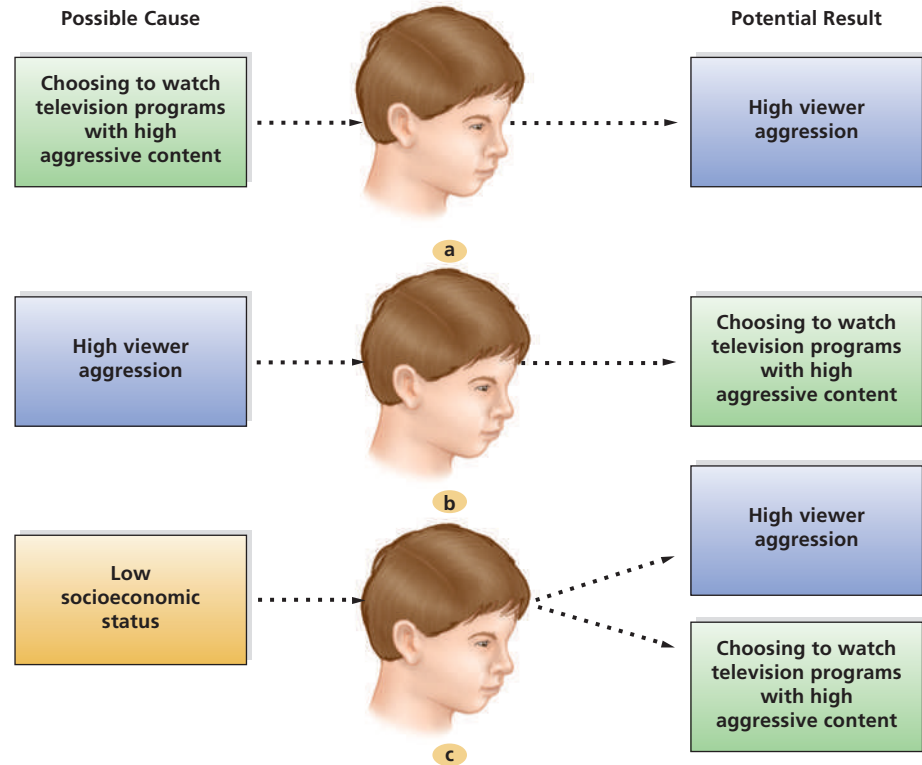 Possible Cause
Potential Result
Choosing to watch
television programs
with high
aggressive content
High viewer
aggression
a
High viewer
aggression
Choosing to watch
television programs
with high
aggressive content
b
Low
socioeconomic
status
High viewer
aggression
Choosing to watch
television programs
with high
aggressive content
c